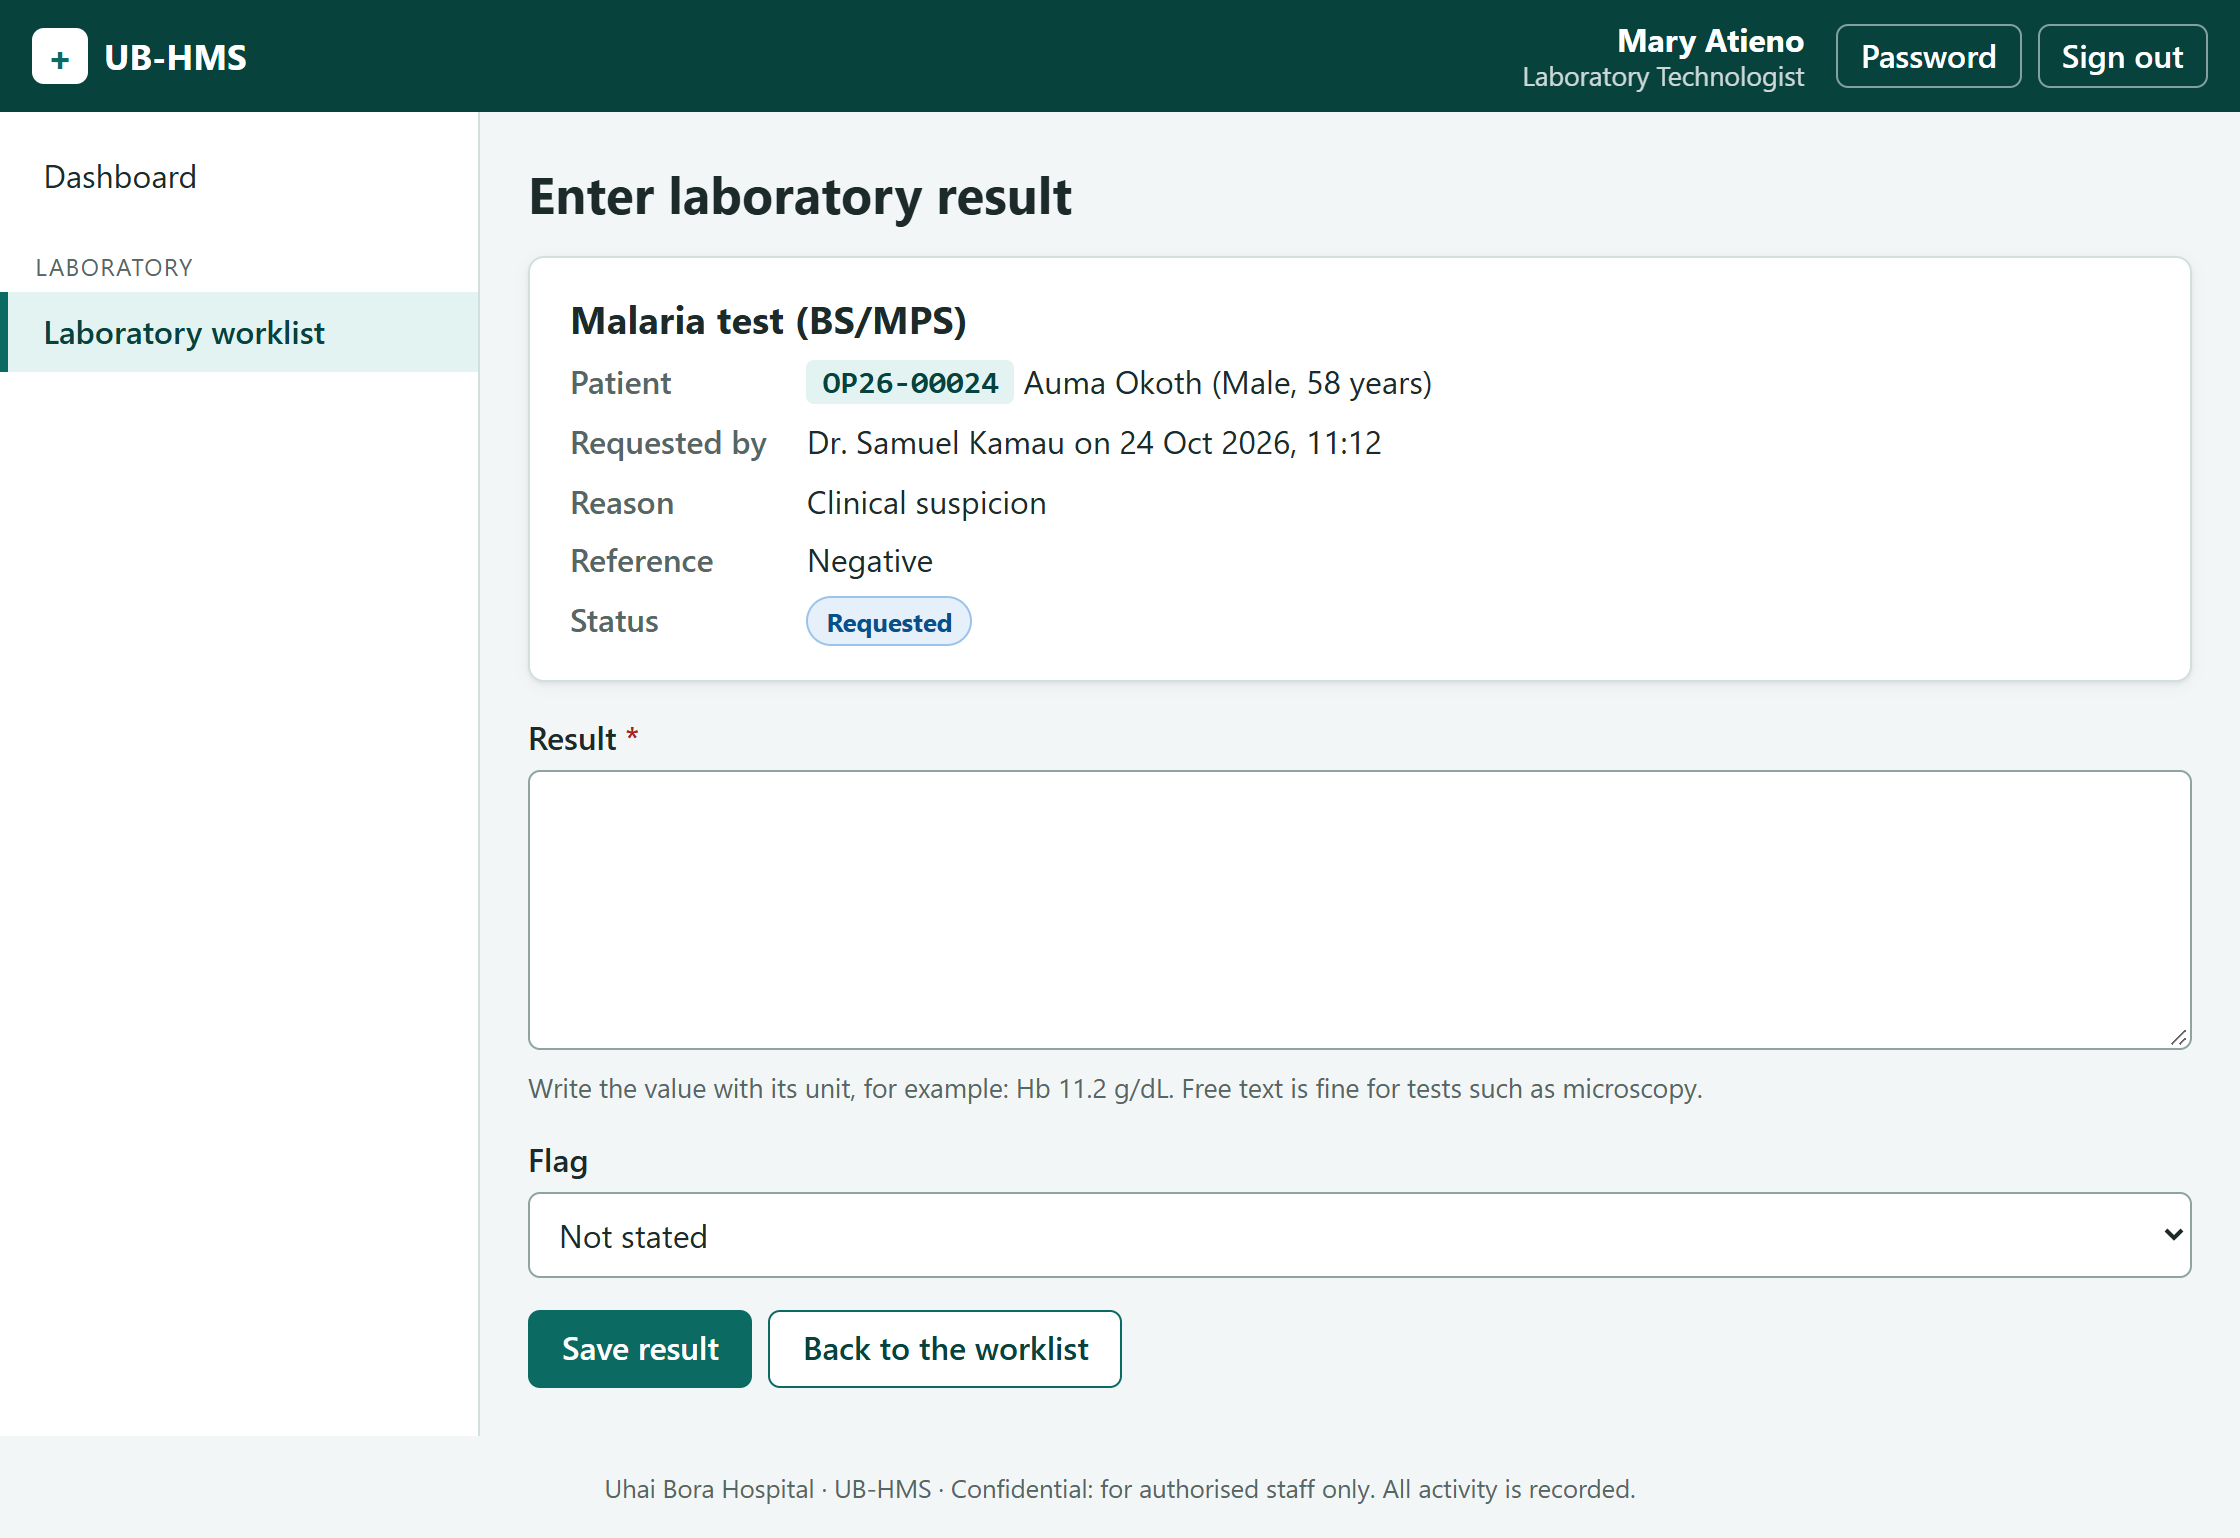 + UB-HMS
Mary Atieno
Laboratory Technologist
Password
Sign out
Dashboard
LABORATORY
Laboratory worklist
Enter laboratory result
Malaria test (BS/MPS)
Patient OP26-00024 Auma Okoth (Male, 58 years)
Requested by Dr. Samuel Kamau on 24 Oct 2026, 11:12
Reason Clinical suspicion
Reference Negative
Status Requested
Result *
Write the value with its unit, for example: Hb 11.2 g/dL. Free text is fine for tests such as microscopy.
Flag
Not stated
Save result
Back to the worklist
Uhai Bora Hospital · UB-HMS · Confidential: for authorised staff only. All activity is recorded.